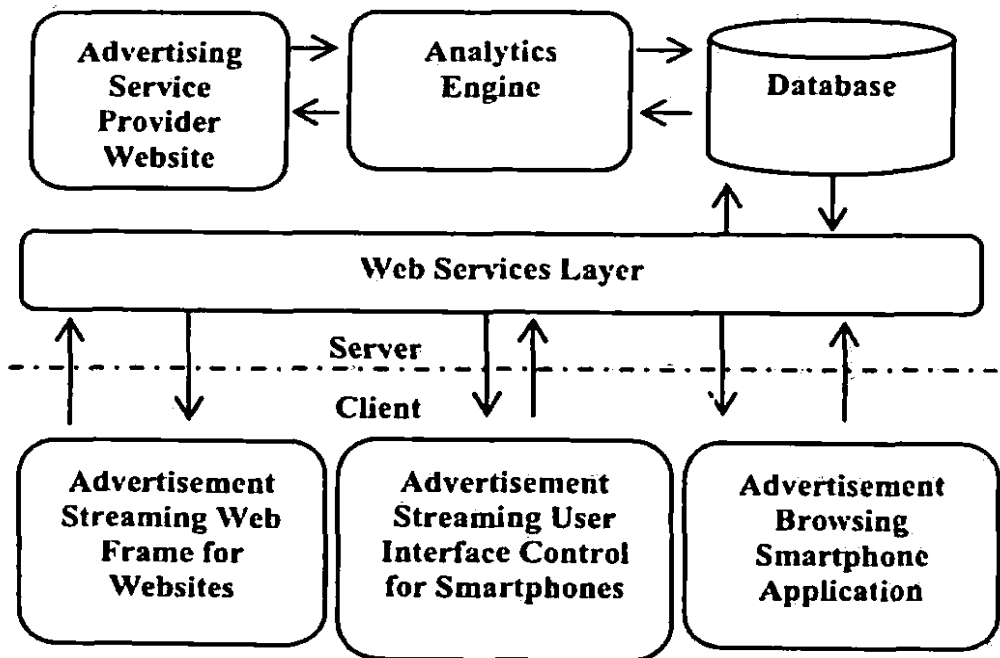 Advertising
Service
Provider
Website
Analytics
Engine
Database
Web Services Layer
Server
Client
Advertisement
Streaming Web
Frame for
Websites
Advertisement
Streaming User
Interface Control
for Smartphones
Advertisement
Browsing
Smartphone
Application